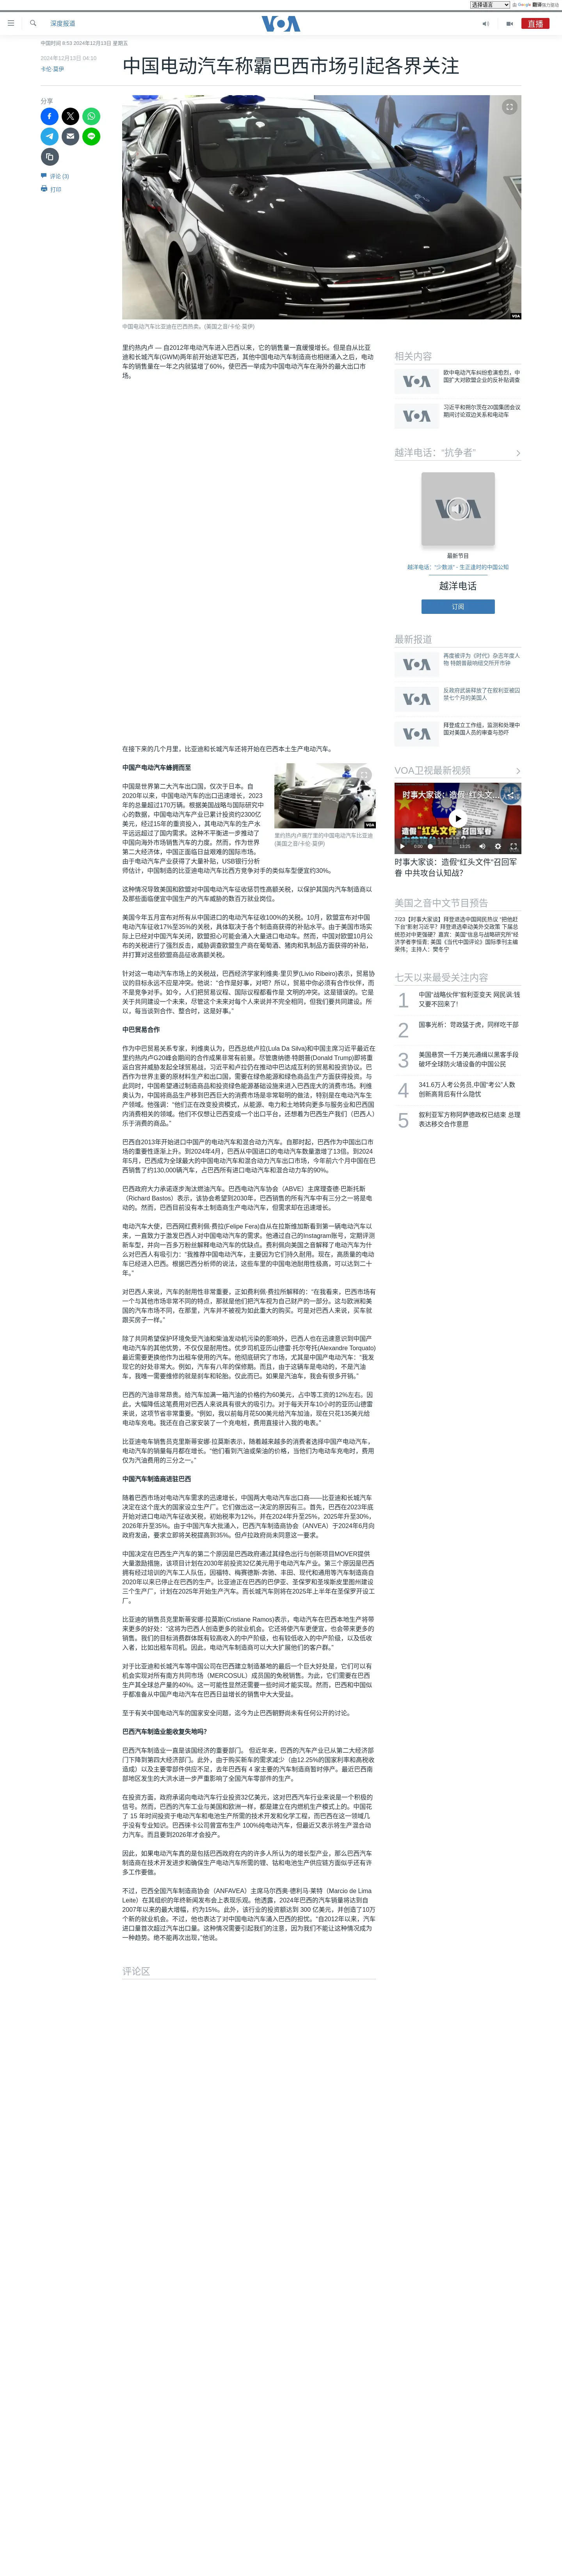 选择语言
由 Google 翻译强力驱动
深度报道
VOA
直播
中国时间 9:53 2024年12月13日 星期五
2024年12月13日 04:10
卡伦·莫伊
中国电动汽车称霸巴西市场引起各界关注
分享
评论 (3)
打印
VOA
中国电动汽车比亚迪在巴西热卖。(美国之音/卡伦·莫伊)
里约热内卢 — 自2012年电动汽车进入巴西以来，它的销售量一直缓慢增长。但是自从比亚
迪和长城汽车(GWM)两年前开始进军巴西，其他中国电动汽车制造商也相继涌入之后，电动
车的销售量在一年之内就猛增了60%，使巴西一举成为中国电动汽车在海外的最大出口市
场。
在接下来的几个月里，比亚迪和长城汽车还将开始在巴西本土生产电动汽车。
中国产电动汽车蜂拥而至
VOA
里约热内卢展厅里的中国电动汽车比亚迪
(美国之音/卡伦·莫伊)
中国是世界第二大汽车出口国，仅次于日本。自
2020年以来，中国电动汽车的出口迅速增长，2023
年的总量超过170万辆。根据美国战略与国际研究中
心的数据，中国电动汽车产业已累计投资约2300亿
美元，经过15年的重资投入，其电动汽车的生产水
平远远超过了国内需求。这种不平衡进一步推动了
中国向海外市场销售汽车的力度。然而，作为世界
第二大经济体，中国正面临日益艰难的国际市场。
由于电动汽车产业获得了大量补贴，USB银行分析
师估计，中国制造的比亚迪电动汽车比西方竞争对手的类似车型便宜约30%。
这种情况导致美国和欧盟对中国电动汽车征收惩罚性高额关税，以保护其国内汽车制造商以
及那些面临便宜中国生产的汽车威胁的数百万就业岗位。
美国今年五月宣布对所有从中国进口的电动汽车征收100%的关税。10月，欧盟宣布对中国
电动汽车征收17%至35%的关税，具体取决于各个制造商获得的补贴水平。由于美国市场实
际上已经对中国汽车关闭，欧盟担心可能会涌入大量进口电动车。然而，中国对欧盟10月公
布的关税进行了强烈反击，威胁调查欧盟生产商在葡萄酒、猪肉和乳制品方面获得的补贴，
并打算对这些欧盟商品征收高额关税。
针对这一电动汽车市场上的关税战，巴西经济学家利维奥·里贝罗(Livio Ribeiro)表示，贸易协
议的目标永远不应是冲突。他说：“合作是好事，对吧？所以，贸易中你必须有合作伙伴，而
不是竞争对手。如今，人们把贸易议程、国际议程都看作是 文明的冲突。这是错误的。它是
关于共同建设一个未来，尽管这个未来对每个人来说并不完全相同，但我们要共同建设，所
以，每当谈到合作、整合时，这是好事。”
中巴贸易合作
作为中巴贸易关系专家，利维奥认为，巴西总统卢拉(Lula Da Silva)和中国主席习近平最近在
里约热内卢G20峰会期间的合作成果非常有前景。尽管唐纳德·特朗普(Donald Trump)即将重
返白宫并威胁发起全球贸易战，习近平和卢拉仍在推动中巴达成互利的贸易和投资协议。巴
西作为世界主要的原材料生产和出口国，需要在绿色能源和绿色商品生产方面获得投资。与
此同时，中国希望通过制造商品和投资绿色能源基础设施来进入巴西庞大的消费市场。利维
奥认为，中国将商品生产移到巴西巨大的消费市场是非常聪明的做法，特别是在电动汽车生
产领域。他强调：“他们正在改变投资模式，从能源、电力和土地转向更多与服务业和巴西国
内消费相关的领域。他们不仅想让巴西变成一个出口平台，还想着为巴西生产我们（巴西人）
乐于消费的商品。”
巴西自2013年开始进口中国产的电动汽车和混合动力汽车。自那时起，巴西作为中国出口市
场的重要性逐渐上升。到2024年4月，巴西从中国进口的电动汽车数量激增了13倍。到2024
年5月，巴西成为全球最大的中国电动汽车和混合动力汽车出口市场，今年前六个月中国在巴
西销售了约130,000辆汽车，占巴西所有进口电动汽车和混合动力车的90%。
巴西政府大力承诺逐步淘汰燃油汽车。巴西电动汽车协会（ABVE）主席理查德·巴斯托斯
（Richard Bastos）表示，该协会希望到2030年，巴西销售的所有汽车中有三分之一将是电
动的。然而，巴西目前没有本土制造商生产电动汽车，但需求却在迅速增长。
电动汽车大使，巴西网红费利佩·费拉(Felipe Fera)自从在拉斯维加斯看到第一辆电动汽车以
来，一直致力于激发巴西人对中国电动汽车的需求。他通过自己的Instagram账号，定期评测
新车型，并向一百多万粉丝解释电动汽车的优缺点。费利佩向美国之音解释了电动汽车为什
么对巴西人有吸引力：“我推荐中国电动汽车，主要因为它们持久耐用。现在，高质量的电动
车已经进入巴西。根据巴西分析师的说法，这些车里的中国电池耐用性极高，可以达到二十
年。”
对巴西人来说，汽车的耐用性非常重要，正如费利佩·费拉所解释的：“在我看来，巴西市场有
一个与其他市场非常不同的特点，那就是他们把汽车视为自己财产的一部分。这与欧洲和美
国的汽车市场不同，在那里，汽车并不被视为如此重大的购买。可是对巴西人来说，买车就
跟买房子一样。”
除了共同希望保护环境免受汽油和柴油发动机污染的影响外，巴西人也在迅速意识到中国产
电动汽车的其他优势，不仅仅是耐用性。优步司机亚历山德雷·托尔夸托(Alexandre Torquato)
最近需要更换他作为出租车使用的汽车。他彻底研究了市场，尤其是中国产电动汽车：“我发
现它的好处非常大。例如，汽车有八年的保修期。而且，由于这辆车是电动的，不是汽油
车，我唯一需要维修的就是刹车和轮胎。仅此而已。如果是汽油车，我会有很多开销。”
巴西的汽油非常昂贵。给汽车加满一箱汽油的价格约为60美元，占中等工资的12%左右。因
此，大幅降低这笔费用对巴西人来说具有很大的吸引力。对于每天开车10小时的亚历山德雷
来说，这项节省非常重要。“例如，我以前每月花500美元给汽车加油，现在只花135美元给
电动车充电。我还在自己家安装了一个充电桩，费用直接计入我的电表。”
比亚迪电车销售员克里斯蒂安娜·拉莫斯表示，随着越来越多的消费者选择中国产电动汽车，
电动汽车的销量每月都在增长。“他们看到汽油或柴油的价格，当他们为电动车充电时，费用
仅为汽油费用的三分之一。”
中国汽车制造商进驻巴西
随着巴西市场对电动汽车需求的迅速增长，中国两大电动汽车出口商——比亚迪和长城汽车
决定在这个庞大的国家设立生产厂。它们做出这一决定的原因有三。首先，巴西在2023年底
开始对进口电动汽车征收关税，初始税率为12%，并在2024年升至25%，2025年升至30%，
2026年升至35%。由于中国汽车大批涌入，巴西汽车制造商协会（ANVEA）于2024年6月向
政府发函，要求立即将关税提高到35%。但卢拉政府尚未同意这一要求。
中国决定在巴西生产汽车的第二个原因是巴西政府通过其绿色出行与创新项目MOVER提供
大量激励措施，该项目计划在2030年前投资32亿美元用于电动汽车产业。第三个原因是巴西
拥有经过培训的汽车工人队伍，因福特、梅赛德斯-奔驰、丰田、现代和通用等汽车制造商自
2020年以来已停止在巴西的生产。比亚迪正在巴西的巴伊亚、圣保罗和圣埃斯皮里图州建设
三个生产厂，计划在2025年开始生产汽车。而长城汽车则将在2025年上半年在圣保罗开设工
厂。
比亚迪的销售员克里斯蒂安娜·拉莫斯(Cristiane Ramos)表示，电动汽车在巴西本地生产将带
来更多的好处：“这将为巴西人创造更多的就业机会。它还将使汽车更便宜，也会带来更多的
销售。我们的目标消费群体既有较高收入的中产阶级，也有较低收入的中产阶级，以及低收
入者，比如出租车司机。因此，电动汽车制造商可以大大扩展他们的客户群。”
对于比亚迪和长城汽车等中国公司在巴西建立制造基地的最后一个巨大好处是，它们可以有
机会实现对所有南方共同市场（MERCOSUL）成员国的免税销售。为此，它们需要在巴西
生产其全球总产量的40%。这一可能性显然还需要一些时间才能实现。然而，巴西和中国似
乎都准备从中国产电动汽车在巴西日益增长的销售中大大受益。
至于有关中国电动汽车的国家安全问题，迄今为止巴西朝野尚未有任何公开的讨论。
巴西汽车制造业能收复失地吗?
巴西汽车制造业一直是该国经济的重要部门。 但近年来，巴西的汽车产业已从第二大经济部
门下降到第四大经济部门。此外，由于购买新车的需求减少（由12.25%的国家利率和高税收
造成）以及主要零部件供应不足，去年巴西有 4 家主要的汽车制造商暂时停产。最近巴西南
部地区发生的大洪水进一步严重影响了全国汽车零部件的生产。
在投资方面，政府承诺向电动汽车行业投资32亿美元，这对巴西汽车行业来说是一个积极的
信号。然而，巴西的汽车工业与美国和欧洲一样，都是建立在内燃机生产模式上的。中国花
了 15 年时间投资于电动汽车和电池生产所需的技术开发和化学工程，而巴西在这一领域几
乎没有专业知识。巴西徕卡公司曾宣布生产 100%纯电动汽车，但最近又表示将生产混合动
力汽车。而且要到2026年才会投产。
因此，如果电动汽车真的是包括巴西政府在内的许多人所认为的增长型产业，那么巴西汽车
制造商在技术开发进步和确保生产电动汽车所需的锂、钴和电池生产供应链方面似乎还有许
多工作要做。
不过，巴西全国汽车制造商协会（ANFAVEA）主席马尔西奥·德利马·莱特（Marcio de Lima
Leite）在其组织的年终新闻发布会上表现乐观。他透露，2024年巴西的汽车销量将达到自
2007年以来的最大增幅，约为15%。此外，该行业的投资额达到 300 亿美元，并创造了10万
个新的就业机会。不过，他也表达了对中国电动汽车涌入巴西的担忧。“自2012年以来，汽车
进口量首次超过汽车出口量。这种情况需要引起我们的注意，因为我们不能让这种情况成为
一种趋势。绝不能再次出现，”他说。
评论区
相关内容
VOA
欧中电动汽车纠纷愈演愈烈，中
国扩大对欧盟企业的反补贴调查
VOA
习近平和朔尔茨在20国集团会议
期间讨论双边关系和电动车
越洋电话：“抗争者”
VOA
最新节目
越洋电话：“少数派” - 生正逢时的中国公知
越洋电话
订阅
最新报道
VOA
再度被评为《时代》杂志年度人
物 特朗普敲响纽交所开市钟
VOA
反政府武装释放了在叙利亚被囚
禁七个月的美国人
VOA
拜登成立工作组，监测和处理中
国对美国人员的审查与恐吓
VOA卫视最新视频
时事大家谈：造假“红头文...
造假“红头文件”召回军眷
0:00
13:25
时事大家谈：造假“红头文件”召回军
眷 中共攻台认知战？
美国之音中文节目预告
7/23【时事大家谈】拜登退选中国网民热议 “把他赶
下台”影射习近平？拜登退选牵动美外交政策 下届总
统恐对中更强硬？嘉宾：美国“信息与战略研究所”经
济学者李恒青; 美国《当代中国评论》国际季刊主编
荣伟；主持人：樊冬宁
七天以来最受关注内容
1
中国“战略伙伴”叙利亚变天 网民讽:钱
又要不回来了!
2
国事光析：苛政猛于虎，同样吃干部
3
美国悬赏一千万美元通缉以黑客手段
破坏全球防火墙设备的中国公民
4
341.6万人考公务员,中国“考公”人数
创新高背后有什么隐忧
5
叙利亚军方称阿萨德政权已结束 总理
表达移交合作意愿